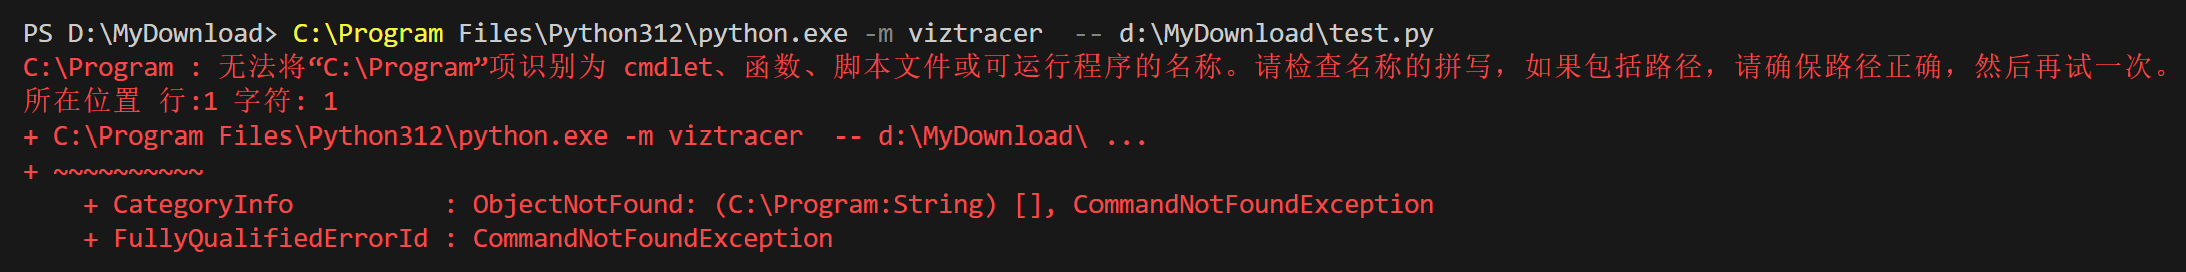 PS D:\MyDownload> C:\Program Files\Python312\python.exe -m viztracer  -- d:\MyDownload\test.py
C:\Program : 无法将“C:\Program”项识别为 cmdlet、函数、脚本文件或可运行程序的名称。请检查名称的拼写，如果包括路径，请确保路径正确，然后再试一次。
所在位置 行:1 字符: 1
+ C:\Program Files\Python312\python.exe -m viztracer  -- d:\MyDownload\ ...
+ ~~~~~~~~~~
    + CategoryInfo          : ObjectNotFound: (C:\Program:String) [], CommandNotFoundException
    + FullyQualifiedErrorId : CommandNotFoundException